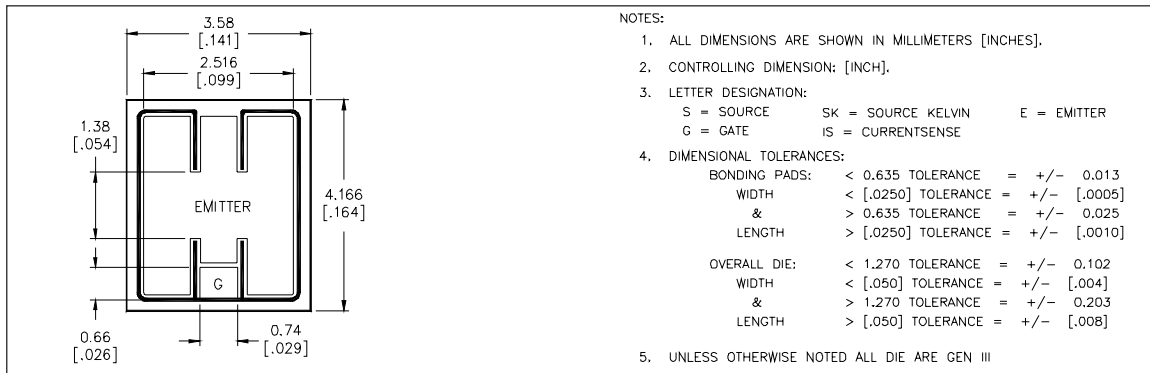 3.58
[.141]
2.516
[.099]
1.38
[.054]
4.166
[.164]
EMITTER
G
0.66
[.026]
0.74
[.029]
NOTES:
1. ALL DIMENSIONS ARE SHOWN IN MILLIMETERS [INCHES].
2. CONTROLLING DIMENSION: [INCH].
3. LETTER DESIGNATION:
S = SOURCE SK = SOURCE KELVIN E = EMITTER
G = GATE IS = CURRENTSENSE
4. DIMENSIONAL TOLERANCES:
BONDING PADS: < 0.635 TOLERANCE = +/- 0.013
WIDTH < [.0250] TOLERANCE = +/- [.0005]
& > 0.635 TOLERANCE = +/- 0.025
LENGTH > [.0250] TOLERANCE = +/- [.0010]
OVERALL DIE: < 1.270 TOLERANCE = +/- 0.102
WIDTH < [.050] TOLERANCE = +/- [.004]
& > 1.270 TOLERANCE = +/- 0.203
LENGTH > [.050] TOLERANCE = +/- [.008]
5. UNLESS OTHERWISE NOTED ALL DIE ARE GEN III